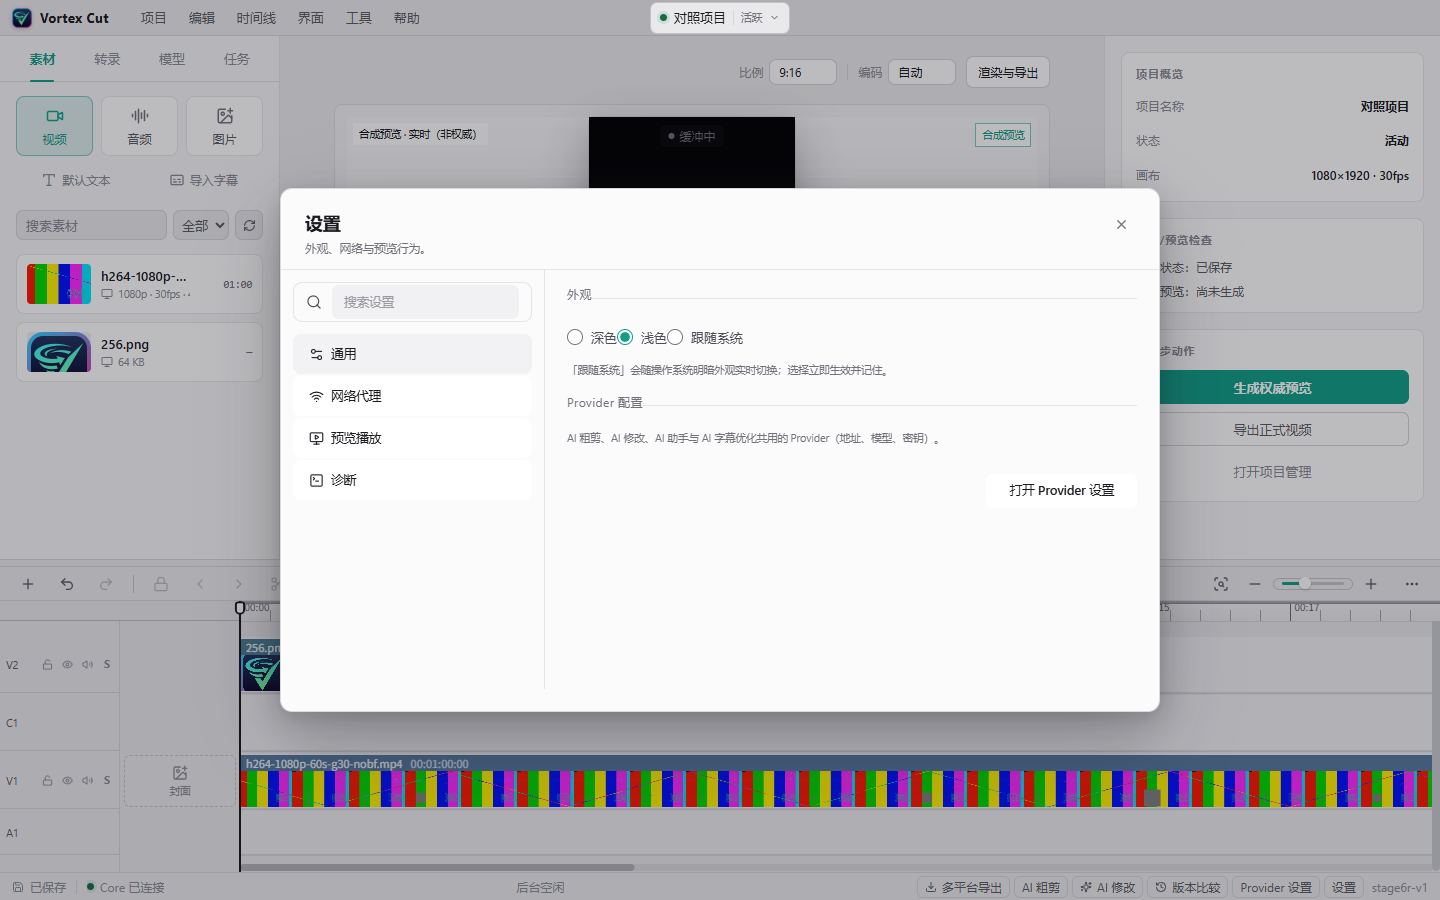 Vortex Cut 项目 编辑 时间线 界面 工具 帮助
对照项目 活跃
素材 转录 模型 任务
比例 9:16 编码 自动 渲染与导出
视频 音频 图片
默认文本 导入字幕
搜索素材 全部
h264-1080p-...
1080p · 30fps · ‹
01:00
256.png
64 KB
–
合成预览 · 实时（非权威）
缓冲中
合成预览
项目概览
项目名称 对照项目
状态 活动
画布 1080×1920 · 30fps
/预览检查
状态：已保存
预览：尚未生成
步动作
生成权威预览
导出正式视频
打开项目管理
设置
外观、网络与预览行为。
搜索设置
通用
网络代理
预览播放
诊断
外观
深色 浅色 跟随系统
「跟随系统」会随操作系统明暗外观实时切换；选择立即生效并记住。
Provider 配置
AI 粗剪、AI 修改、AI 助手与 AI 字幕优化共用的 Provider（地址、模型、密钥）。
打开 Provider 设置
00:00 15 00:17
V2 S
256.pn
C1
V1 S
封面
h264-1080p-60s-g30-nobf.mp4 00:01:00:00
A1
已保存 Core 已连接 后台空闲 多平台导出 AI 粗剪 AI 修改 版本比较 Provider 设置 设置 stage6r-v1